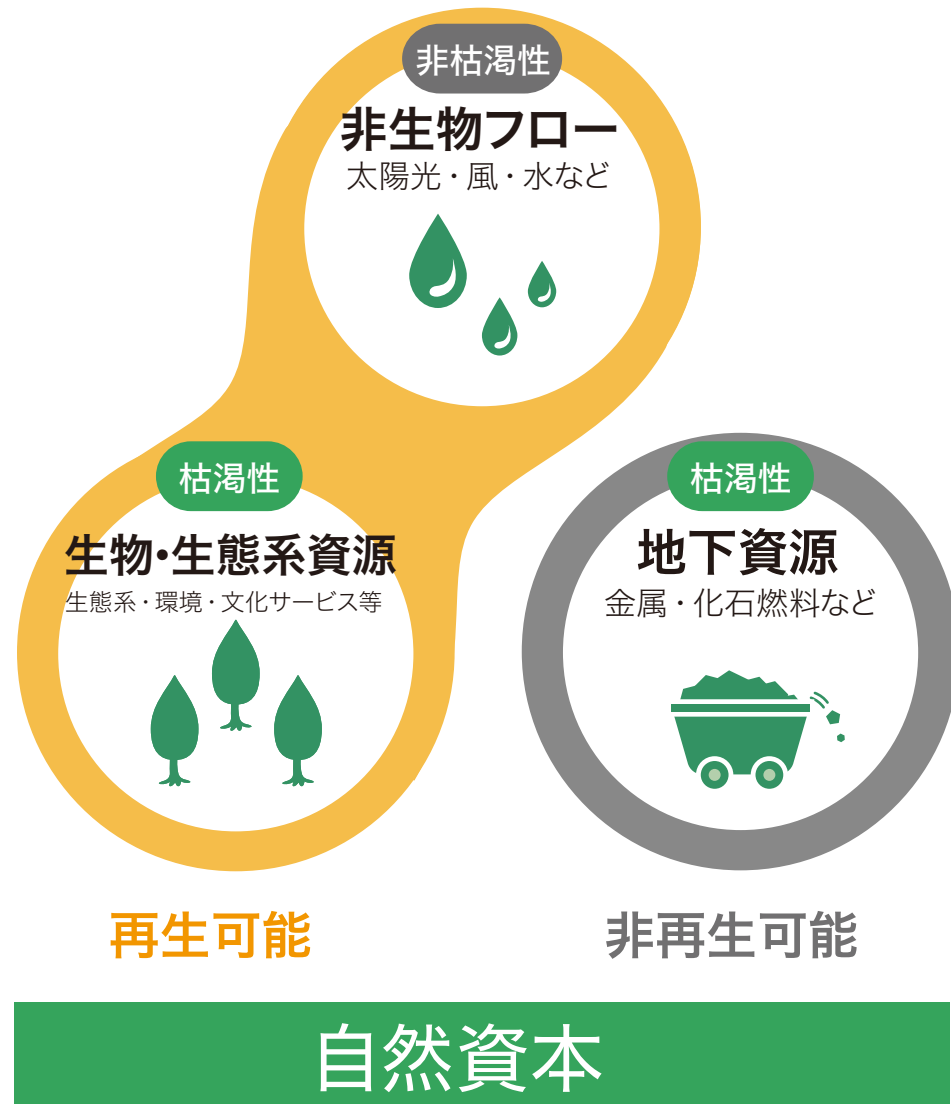 非枯渇性
非生物フロー
太陽光・風・水など
枯渇性
生物・生態系資源
生態系・環境・文化サービス等
枯渇性
地下資源
金属・化石燃料など
再生可能
非再生可能
自然資本